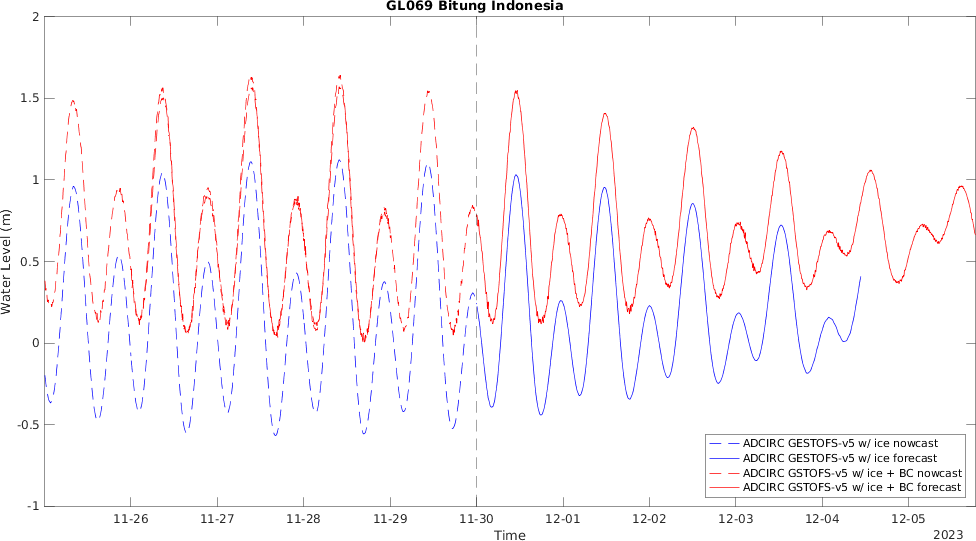 GL069 Bitung Indonesia
2
1.5
1
0.5
0
-0.5
-1
Water Level (m)
ADCIRC GESTOFS-v5 w/ ice nowcast
ADCIRC GESTOFS-v5 w/ ice forecast
ADCIRC GSTOFS-v5 w/ ice + BC nowcast
ADCIRC GSTOFS-v5 w/ ice + BC forecast
11-26
11-27
11-28
11-29
11-30
12-01
12-02
12-03
12-04
12-05
Time
2023